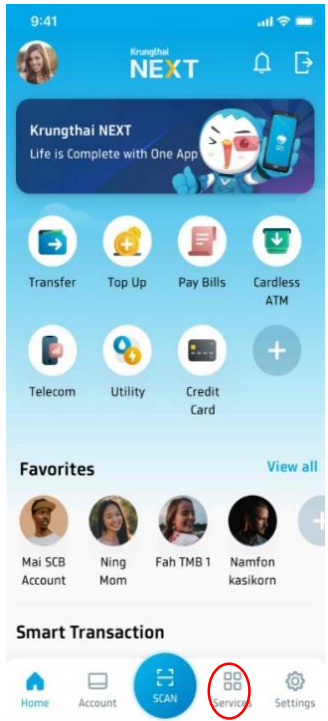 9:41
Krungthai
NEXT
Krungthai NEXT
Life is Complete with One App
Transfer
Top Up
Pay Bills
Cardless
ATM
Telecom
Utility
Credit
Card
Favorites
View all
Mai SCB
Account
Ning
Mom
Fah TMB 1
Namfon
kasikorn
Smart Transaction
Home
Account
SCAN
Services
Settings